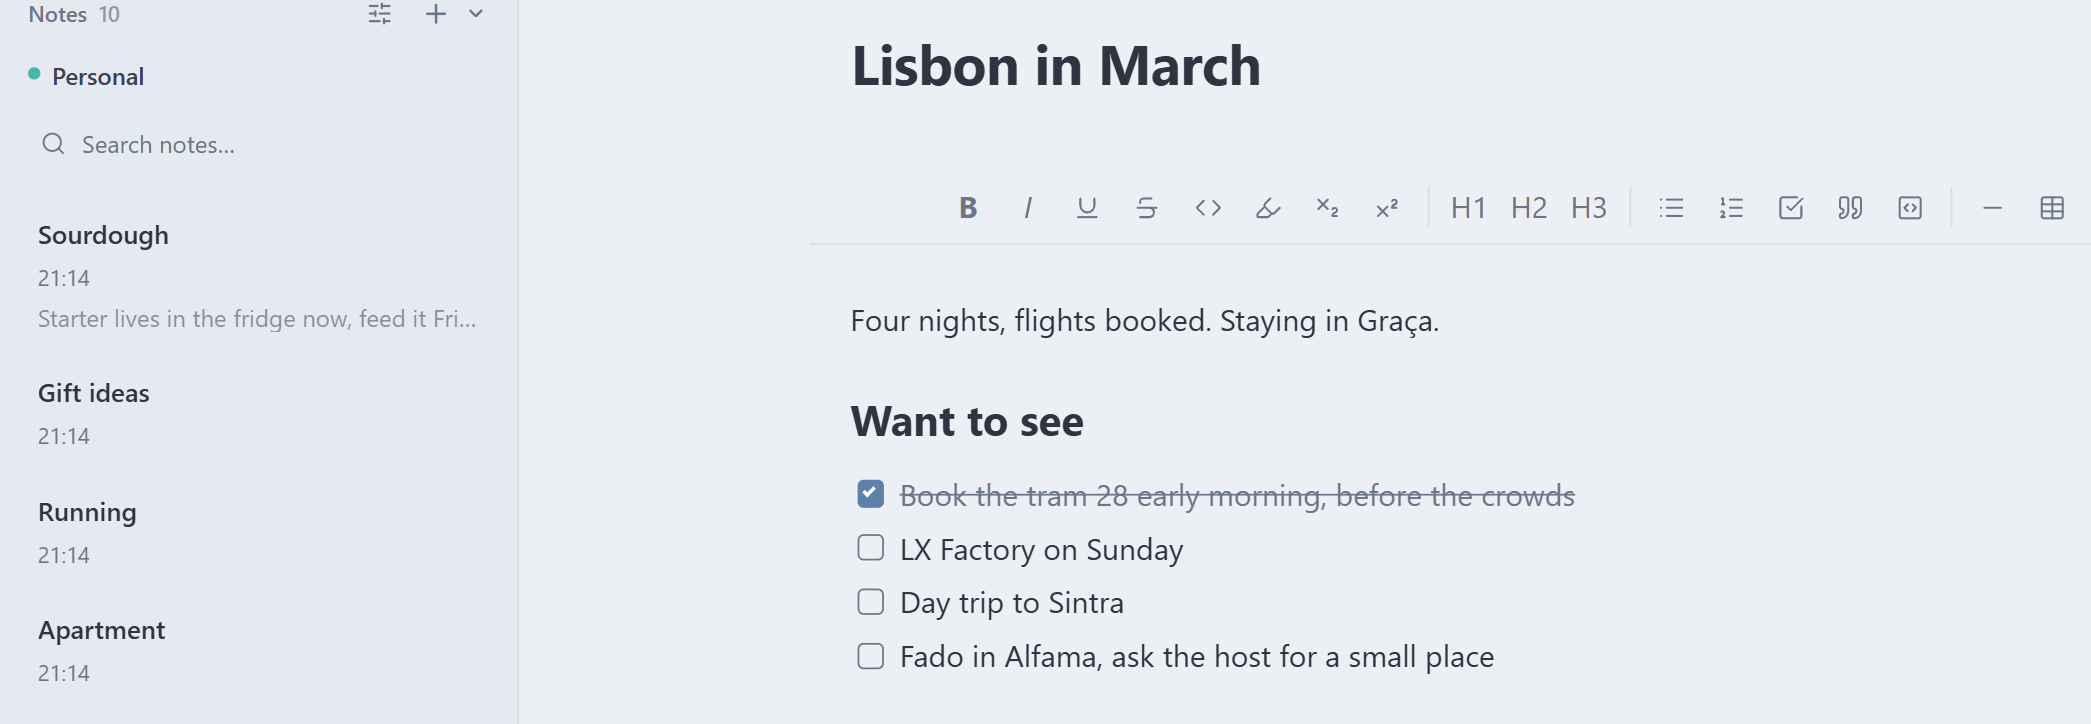 Notes 10
Personal
Search notes...
Sourdough
21:14
Starter lives in the fridge now, feed it Fri...
Gift ideas
21:14
Running
21:14
Apartment
21:14
Lisbon in March
B I U S <> X₂ X² H1 H2 H3
Four nights, flights booked. Staying in Graça.
Want to see
Book the tram 28 early morning, before the crowds
LX Factory on Sunday
Day trip to Sintra
Fado in Alfama, ask the host for a small place